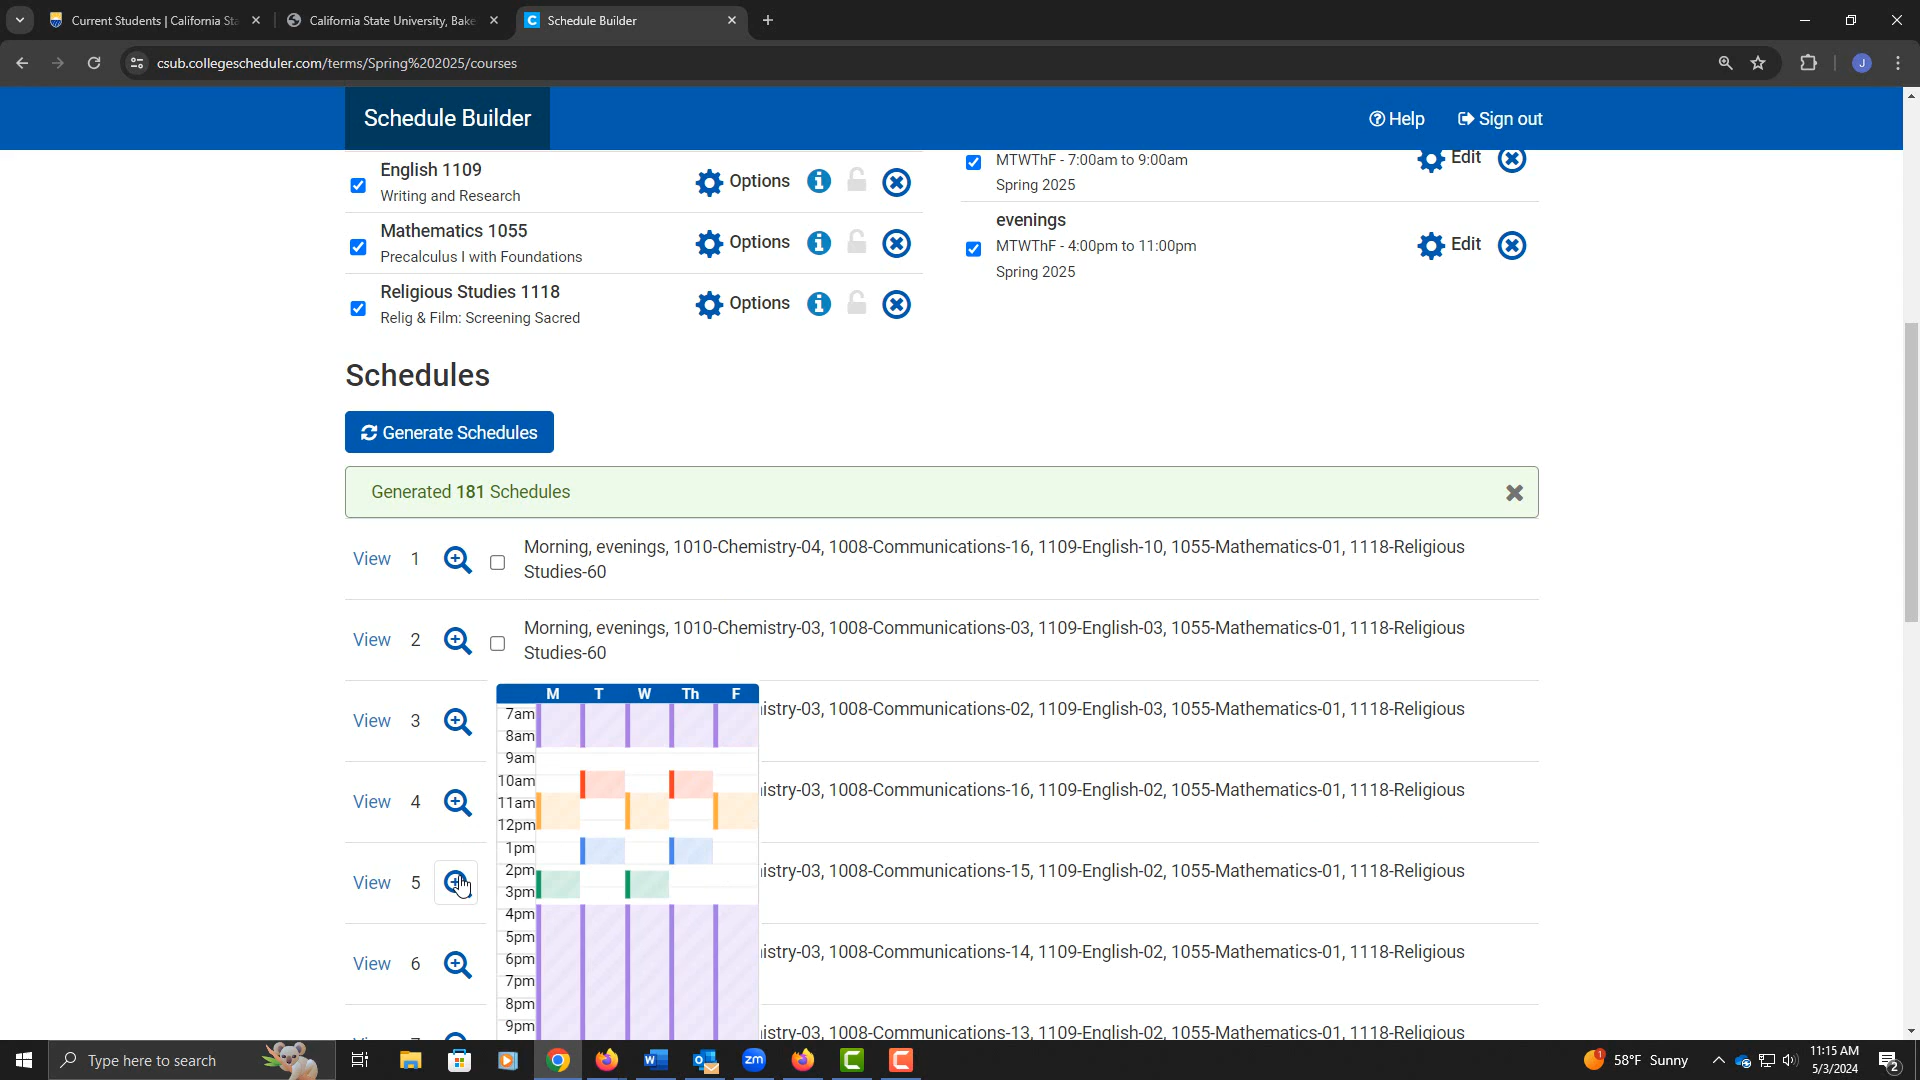 Current Students | California Sta
California State University, Bake
Schedule Builder
csub.collegescheduler.com/terms/Spring%202025/courses
J
Schedule Builder
Help
Sign out
English 1109
Writing and Research
Options
Mathematics 1055
Precalculus I with Foundations
Options
Religious Studies 1118
Relig & Film: Screening Sacred
Options
MTWThF - 7:00am to 9:00am
Spring 2025
Edit
evenings
MTWThF - 4:00pm to 11:00pm
Spring 2025
Edit
Schedules
Generate Schedules
Generated 181 Schedules
View 1 Morning, evenings, 1010-Chemistry-04, 1008-Communications-16, 1109-English-10, 1055-Mathematics-01, 1118-Religious
Studies-60
View 2 Morning, evenings, 1010-Chemistry-03, 1008-Communications-03, 1109-English-03, 1055-Mathematics-01, 1118-Religious
Studies-60
View 3 istry-03, 1008-Communications-02, 1109-English-03, 1055-Mathematics-01, 1118-Religious
View 4 istry-03, 1008-Communications-16, 1109-English-02, 1055-Mathematics-01, 1118-Religious
View 5 istry-03, 1008-Communications-15, 1109-English-02, 1055-Mathematics-01, 1118-Religious
View 6 istry-03, 1008-Communications-14, 1109-English-02, 1055-Mathematics-01, 1118-Religious
istry-03, 1008-Communications-13, 1109-English-02, 1055-Mathematics-01, 1118-Religious
M T W Th F
7am
8am
9am
10am
11am
12pm
1pm
2pm
3pm
4pm
5pm
6pm
7pm
8pm
9pm
Type here to search
zm
1
58°F Sunny
11:15 AM
5/3/2024
2